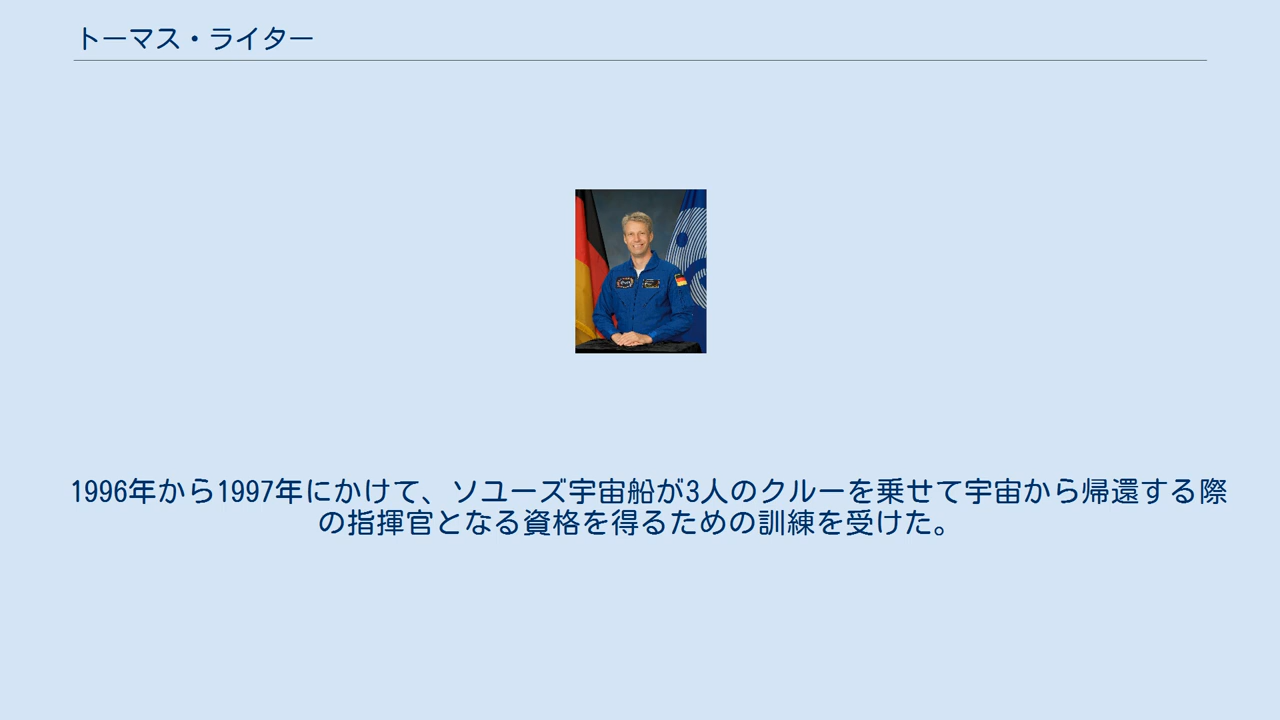 トーマス・ライター
1996年から1997年にかけて、ソユーズ宇宙船が3人のクルーを乗せて宇宙から帰還する際
の指揮官となる資格を得るための訓練を受けた。